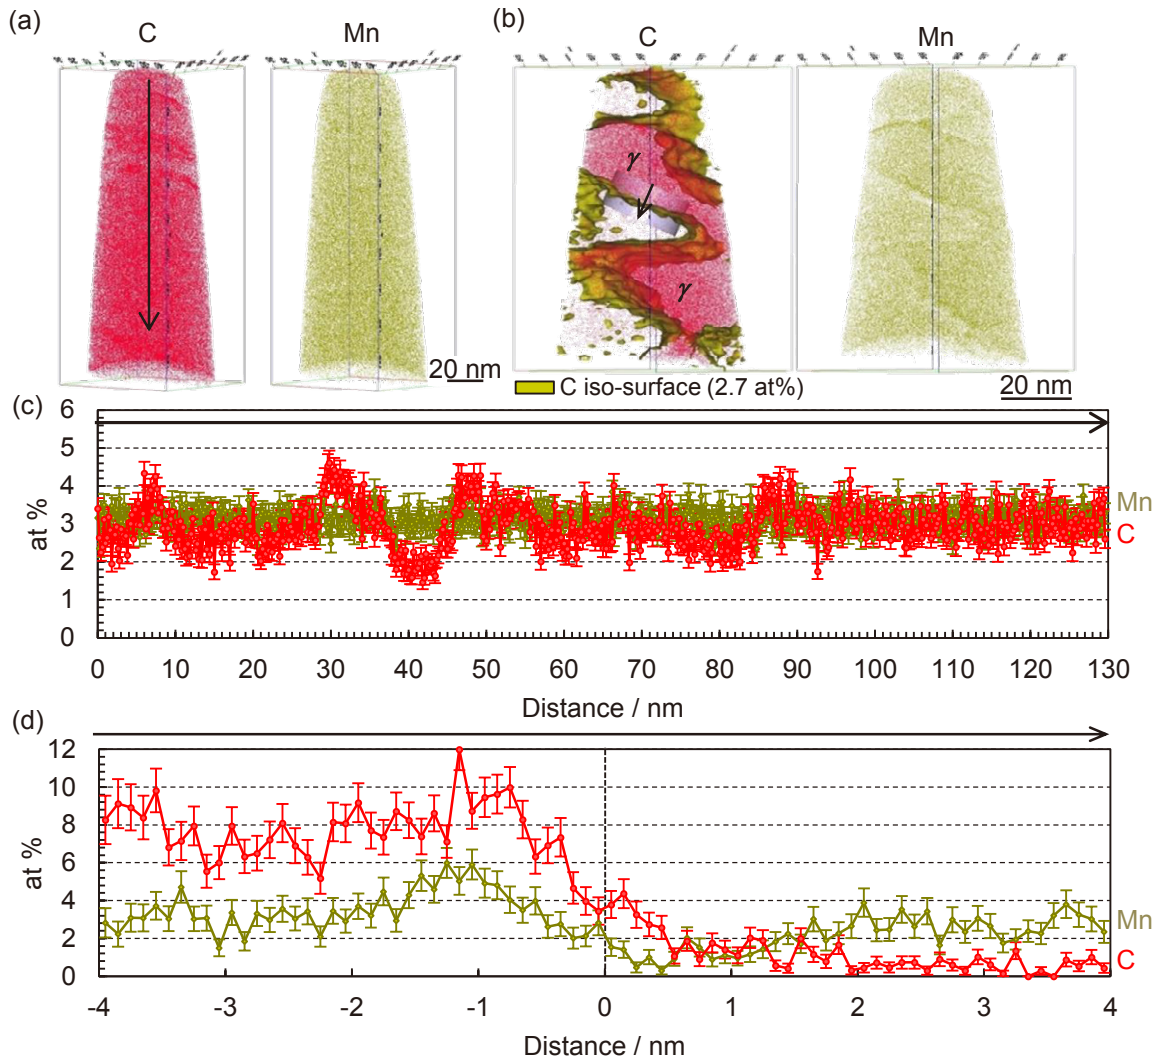 (a)
C
Mn
20 nm
(b)
C
Mn
γ
γ
C iso-surface (2.7 at%)
20 nm
(c)
6
5
4
3
2
1
0
at %
Mn
C
0 10 20 30 40 50 60 70 80 90 100 110 120 130
Distance / nm
(d)
12
10
8
6
4
2
0
at %
Mn
C
-4 -3 -2 -1 0 1 2 3 4
Distance / nm